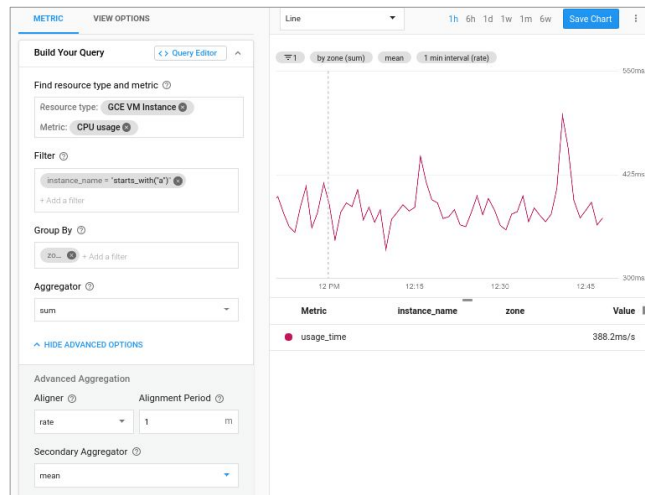 METRIC VIEW OPTIONS
Build Your Query <> Query Editor
Find resource type and metric
Resource type: GCE VM Instance
Metric: CPU usage
Filter
instance_name = "starts_with("a")"
+ Add a filter
Group By
zo... + Add a filter
Aggregator
sum
HIDE ADVANCED OPTIONS
Advanced Aggregation
Aligner Alignment Period
rate 1 m
Secondary Aggregator
mean
Line 1h 6h 1d 1w 1m 6w Save Chart
1 by zone (sum) mean 1 min interval (rate)
550ms
425ms
300ms
12 PM 12:15 12:30 12:45
Metric instance_name zone Value
usage_time 388.2ms/s